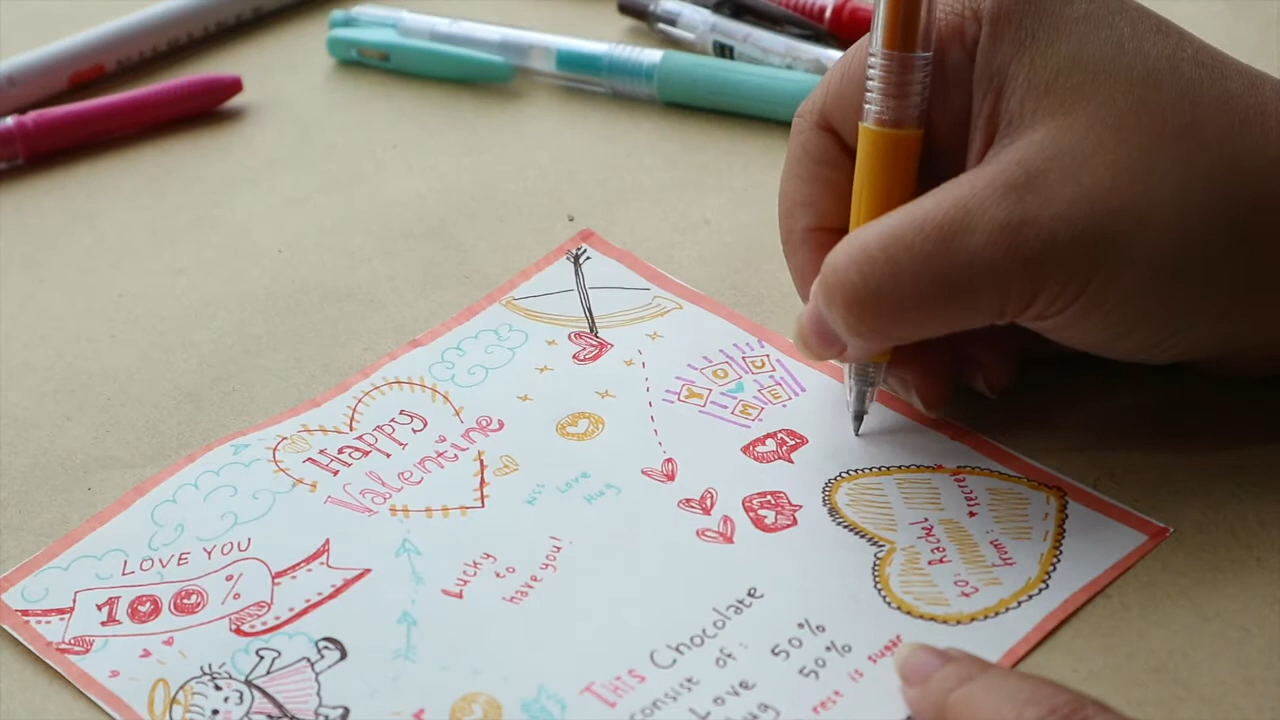 Happy
Valentine
YOU
ME
Love
Hug
LOVE YOU
100%
Lucky
to
have you!
to: Rachel
from: secret
This Chocolate
consist of:
Love 50%
Hug 50%
rest is sugar